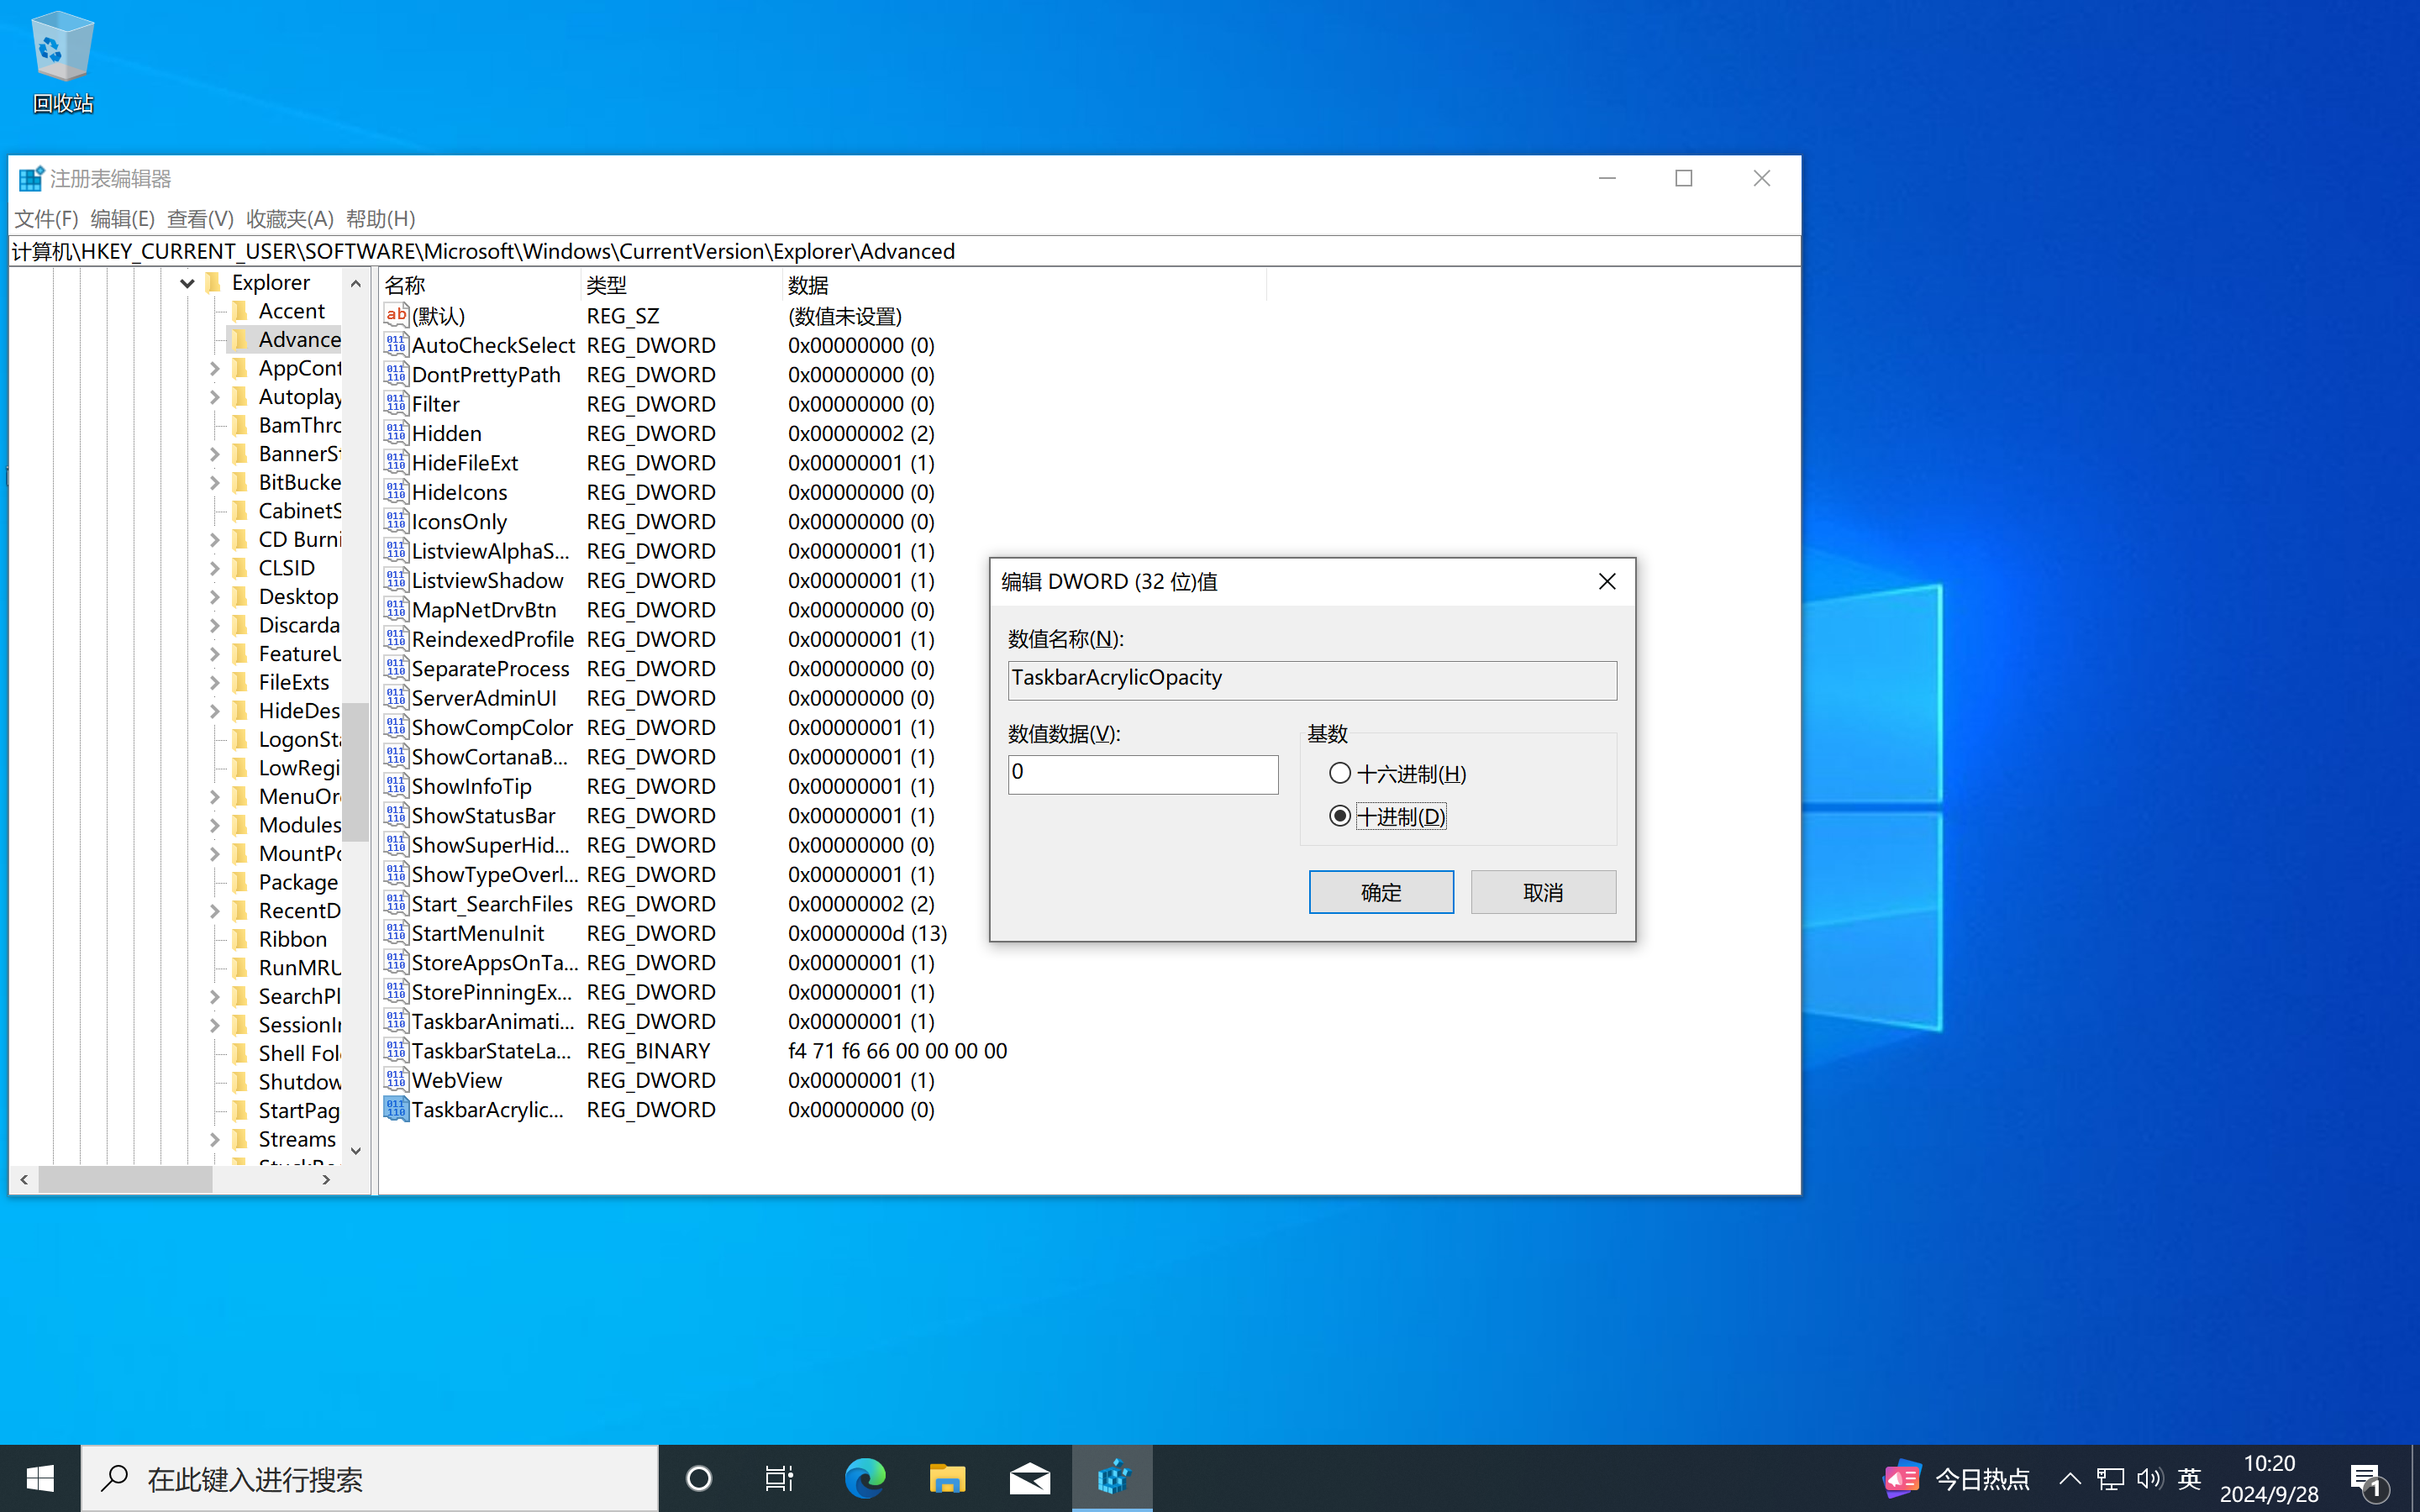 回收站
注册表编辑器
文件(F) 编辑(E) 查看(V) 收藏夹(A) 帮助(H)
计算机\HKEY_CURRENT_USER\SOFTWARE\Microsoft\Windows\CurrentVersion\Explorer\Advanced
Explorer
Accent
Advance
AppCont
Autoplay
BamThro
BannerSt
BitBucke
CabinetS
CD Burni
CLSID
Desktop
Discarda
FeatureU
FileExts
HideDes
LogonSta
LowRegi
MenuOr
Modules
MountPo
Package
RecentD
Ribbon
RunMRU
SearchPl
SessionIn
Shell Fol
Shutdow
StartPag
Streams
名称 类型 数据
(默认) REG_SZ (数值未设置)
AutoCheckSelect REG_DWORD 0x00000000 (0)
DontPrettyPath REG_DWORD 0x00000000 (0)
Filter REG_DWORD 0x00000000 (0)
Hidden REG_DWORD 0x00000002 (2)
HideFileExt REG_DWORD 0x00000001 (1)
HideIcons REG_DWORD 0x00000000 (0)
IconsOnly REG_DWORD 0x00000000 (0)
ListviewAlphaS... REG_DWORD 0x00000001 (1)
ListviewShadow REG_DWORD 0x00000001 (1)
MapNetDrvBtn REG_DWORD 0x00000000 (0)
ReindexedProfile REG_DWORD 0x00000001 (1)
SeparateProcess REG_DWORD 0x00000000 (0)
ServerAdminUI REG_DWORD 0x00000000 (0)
ShowCompColor REG_DWORD 0x00000001 (1)
ShowCortanaB... REG_DWORD 0x00000001 (1)
ShowInfoTip REG_DWORD 0x00000001 (1)
ShowStatusBar REG_DWORD 0x00000001 (1)
ShowSuperHid... REG_DWORD 0x00000000 (0)
ShowTypeOverl... REG_DWORD 0x00000001 (1)
Start_SearchFiles REG_DWORD 0x00000002 (2)
StartMenuInit REG_DWORD 0x0000000d (13)
StoreAppsOnTa... REG_DWORD 0x00000001 (1)
StorePinningEx... REG_DWORD 0x00000001 (1)
TaskbarAnimati... REG_DWORD 0x00000001 (1)
TaskbarStateLa... REG_BINARY f4 71 f6 66 00 00 00 00
WebView REG_DWORD 0x00000001 (1)
TaskbarAcrylic... REG_DWORD 0x00000000 (0)
编辑 DWORD (32 位)值
数值名称(N):
TaskbarAcrylicOpacity
数值数据(V):
0
基数
十六进制(H)
十进制(D)
确定 取消
在此键入进行搜索
今日热点
英
10:20
2024/9/28
1